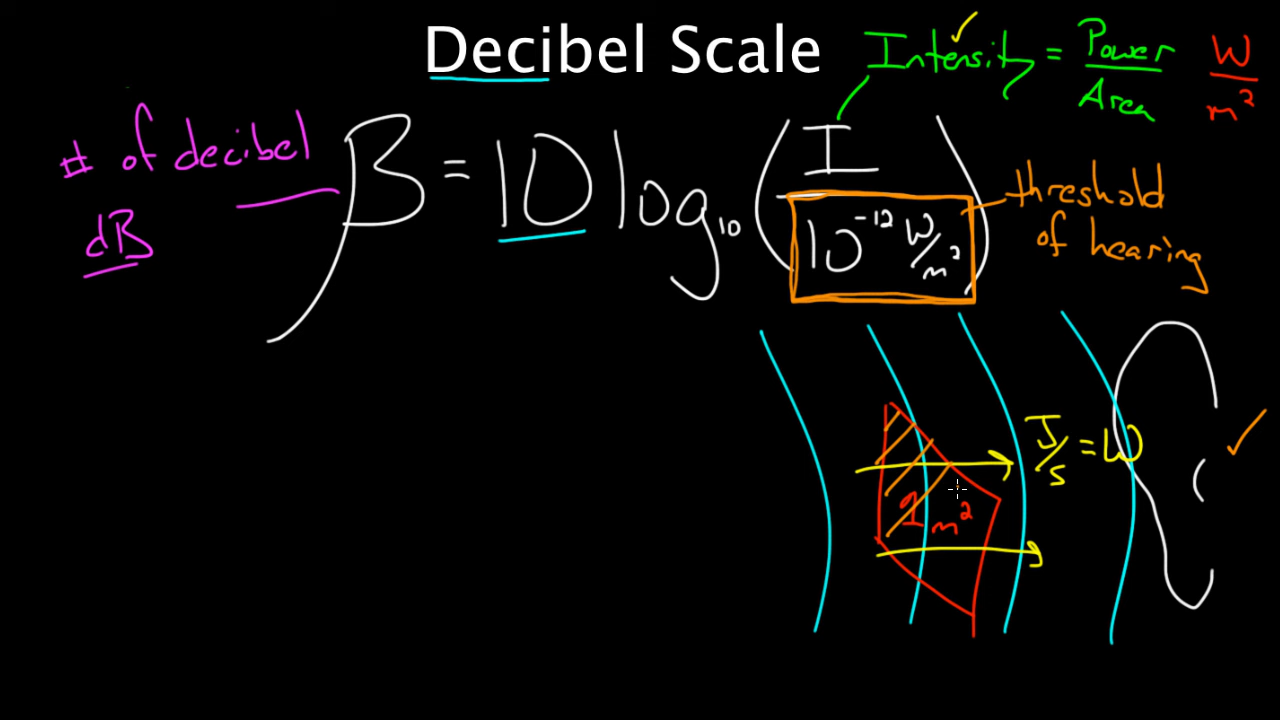 Decibel Scale
Intensity = Power/Area W/m²
# of decibel
dB
β = 10 log₁₀ (I / 10⁻¹² W/m²)
threshold
of hearing
J/s = W
1 m²